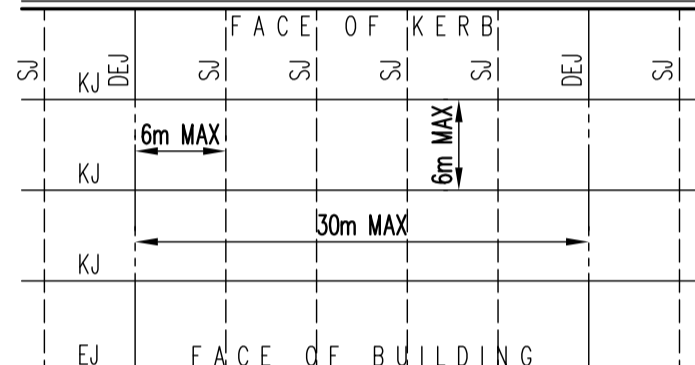 FACE OF KERB
SJ KJ DEJ SJ SJ SJ SJ DEJ SJ
6m MAX 6m MAX
KJ
30m MAX
KJ
EJ FACE OF BUILDING